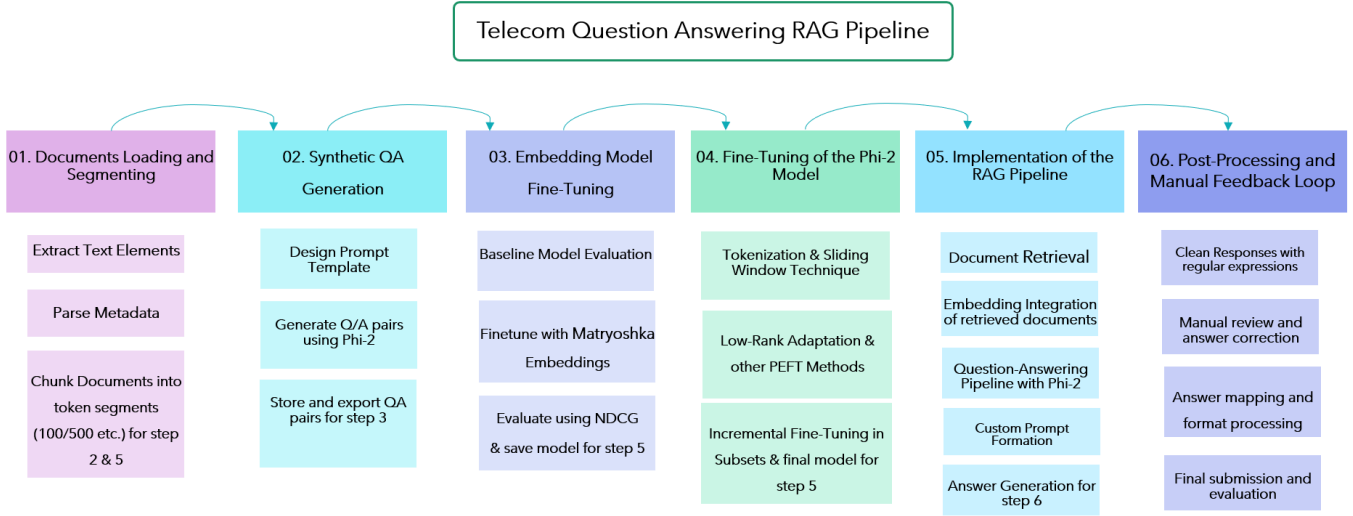 Telecom Question Answering RAG Pipeline
01. Documents Loading and
Segmenting
Extract Text Elements
Parse Metadata
Chunk Documents into
token segments
(100/500 etc.) for step
2 & 5
02. Synthetic QA
Generation
Design Prompt
Template
Generate Q/A pairs
using Phi-2
Store and export QA
pairs for step 3
03. Embedding Model
Fine-Tuning
Baseline Model Evaluation
Finetune with Matryoshka
Embeddings
Evaluate using NDCG
& save model for step 5
04. Fine-Tuning of the Phi-2
Model
Tokenization & Sliding
Window Technique
Low-Rank Adaptation &
other PEFT Methods
Incremental Fine-Tuning in
Subsets & final model for
step 5
05. Implementation of the
RAG Pipeline
Document Retrieval
Embedding Integration
of retrieved documents
Question-Answering
Pipeline with Phi-2
Custom Prompt
Formation
Answer Generation for
step 6
06. Post-Processing and
Manual Feedback Loop
Clean Responses with
regular expressions
Manual review and
answer correction
Answer mapping and
format processing
Final submission and
evaluation